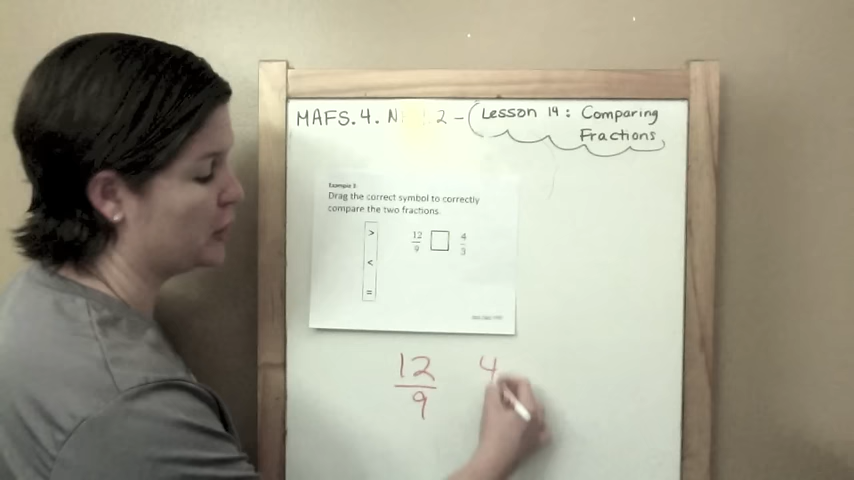 MAFS.4.N 2 - Lesson 19: Comparing
Fractions
Example 3:
Drag the correct symbol to correctly
compare the two fractions.
>
<
=
12
9
4
3
12
9
4